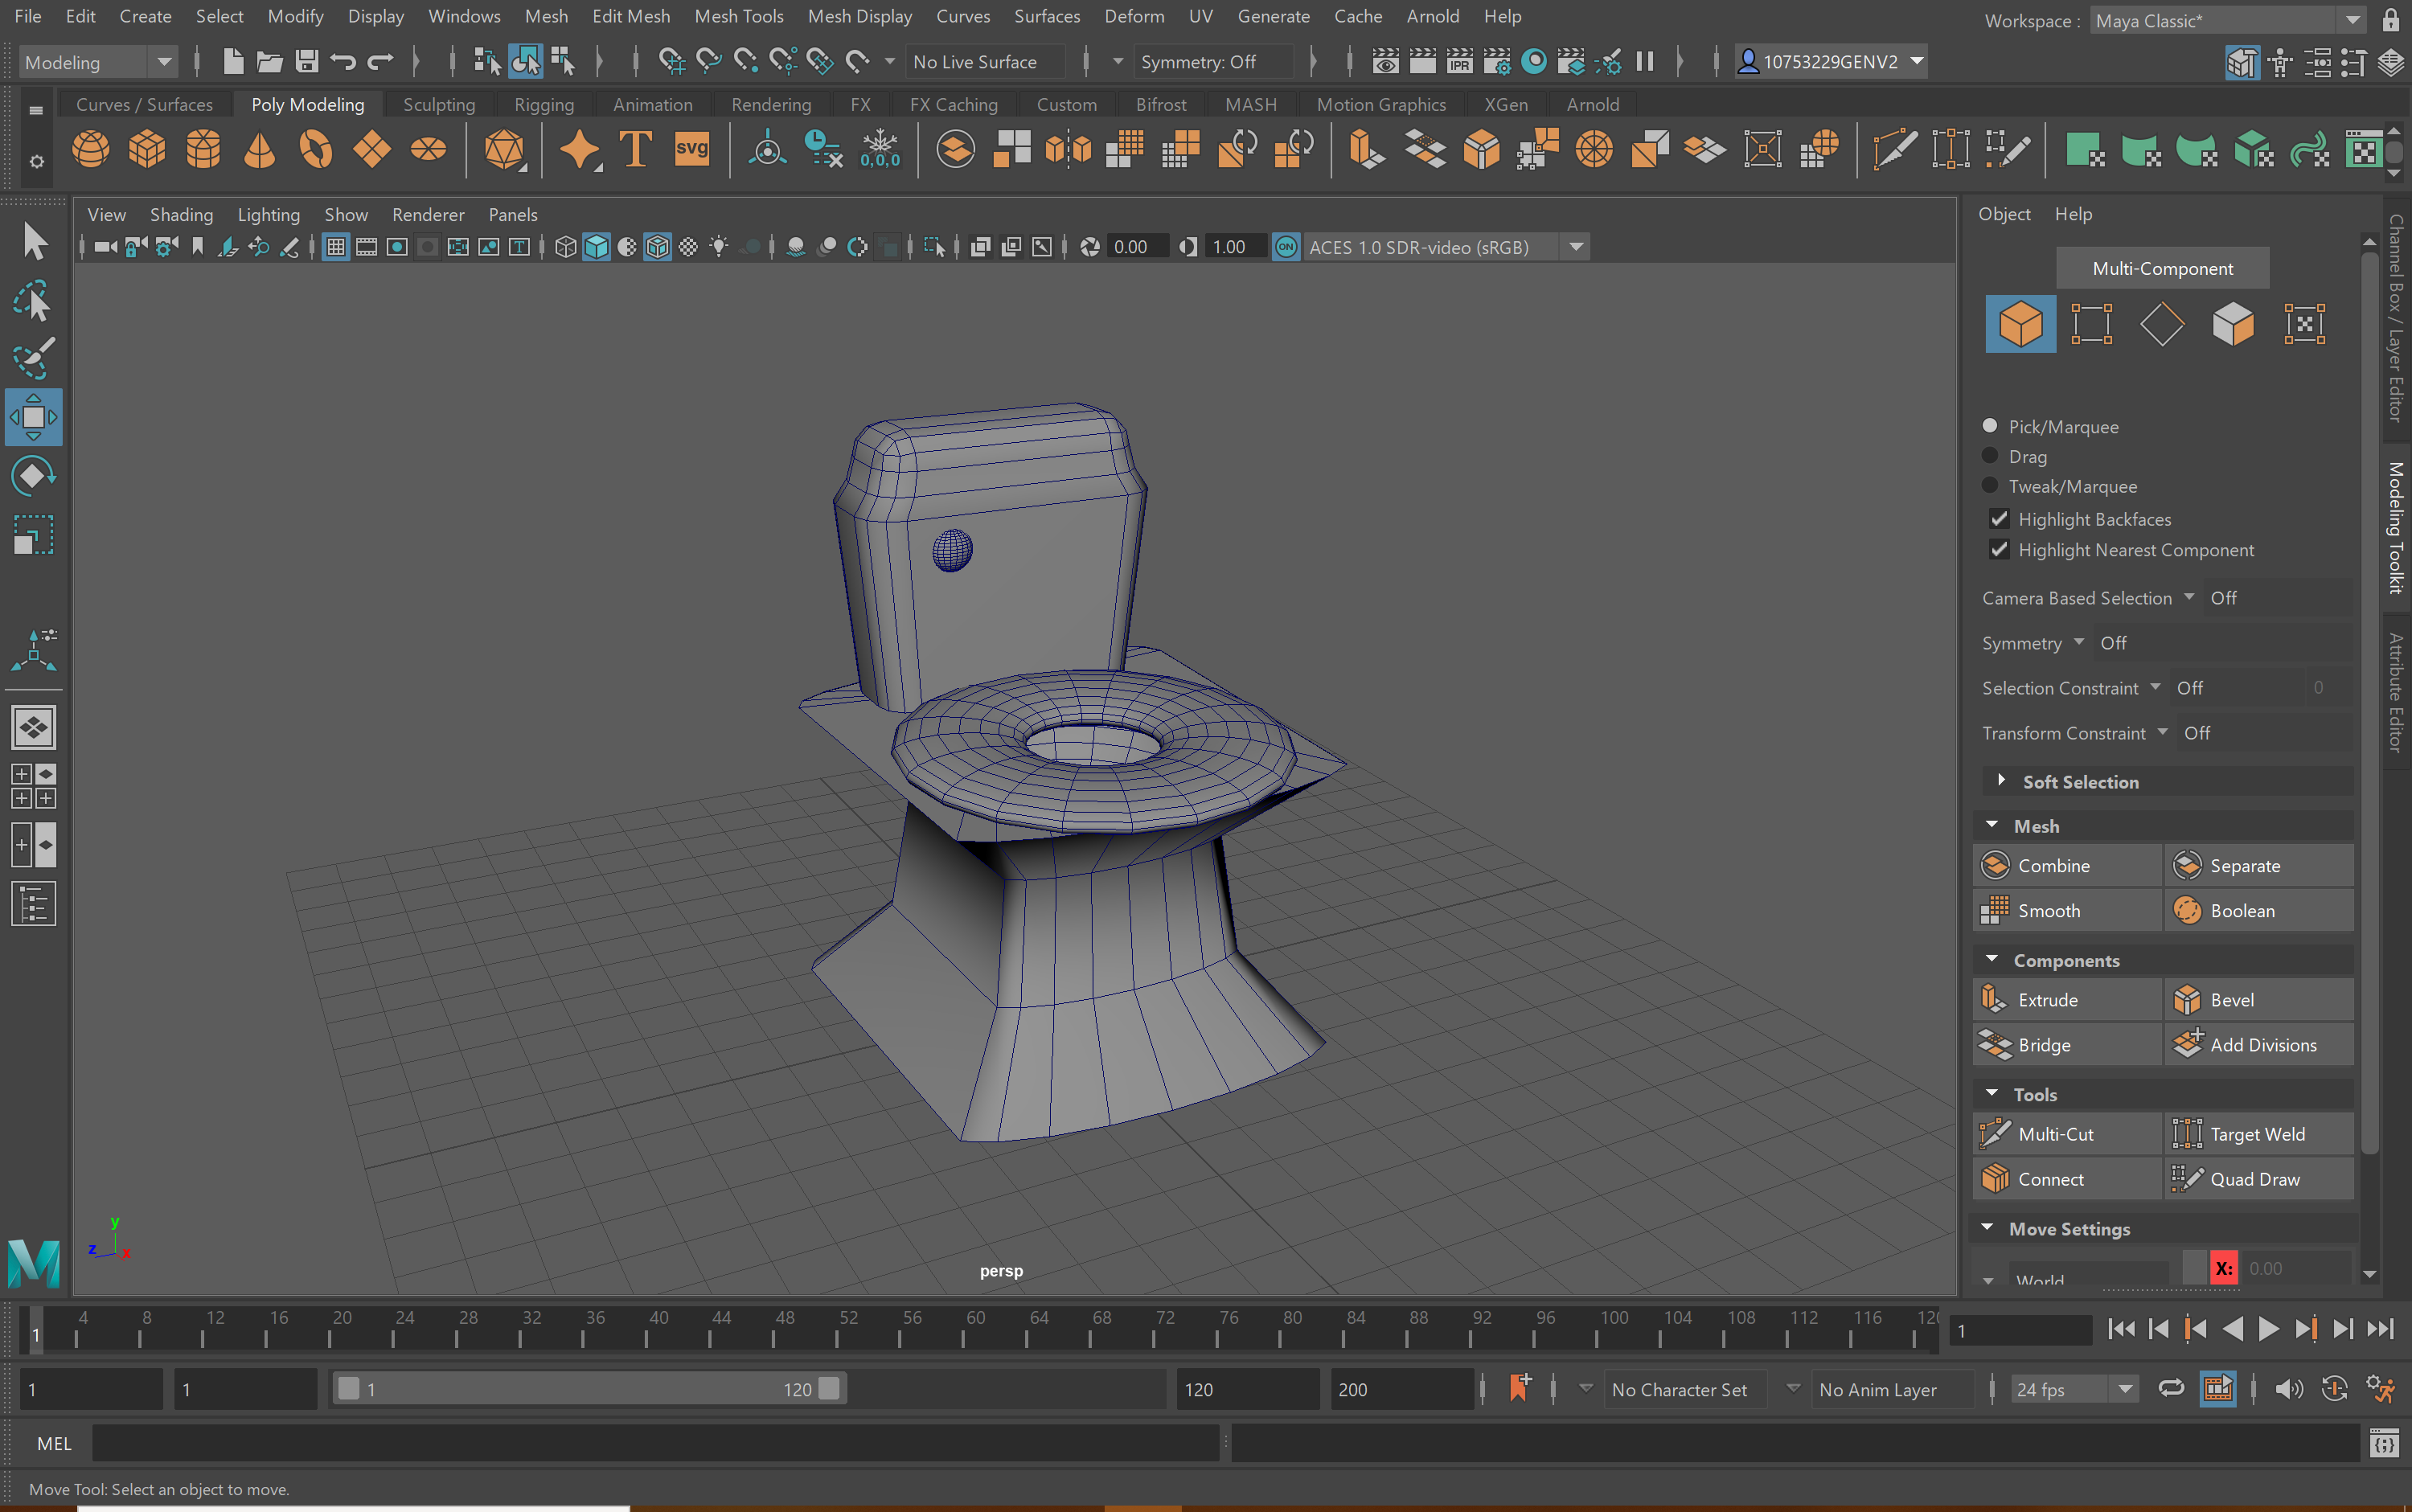 File Edit Create Select Modify Display Windows Mesh Edit Mesh Mesh Tools Mesh Display Curves Surfaces Deform UV Generate Cache Arnold Help
Workspace : Maya Classic*
Modeling
No Live Surface
Symmetry: Off
IPR
10753229GENV2
Curves / Surfaces Poly Modeling Sculpting Rigging Animation Rendering FX FX Caching Custom Bifrost MASH Motion Graphics XGen Arnold
T
svg
0,0,0
View Shading Lighting Show Renderer Panels
T
0.00
1.00
ON
ACES 1.0 SDR-video (sRGB)
Object Help
Multi-Component
Pick/Marquee
Drag
Tweak/Marquee
Highlight Backfaces
Highlight Nearest Component
Camera Based Selection Off
Symmetry Off
Selection Constraint Off 0
Transform Constraint Off
Soft Selection
Mesh
Combine Separate
Smooth Boolean
Components
Extrude Bevel
Bridge Add Divisions
Tools
Multi-Cut Target Weld
Connect Quad Draw
Move Settings
World X: 0.00
Channel Box / Layer Editor
Modeling Toolkit
Attribute Editor
y
z x
persp
M
1 4 8 12 16 20 24 28 32 36 40 44 48 52 56 60 64 68 72 76 80 84 88 92 96 100 104 108 112 116 120
1
1 1 1 120 120 200 No Character Set No Anim Layer 24 fps
MEL
Move Tool: Select an object to move.